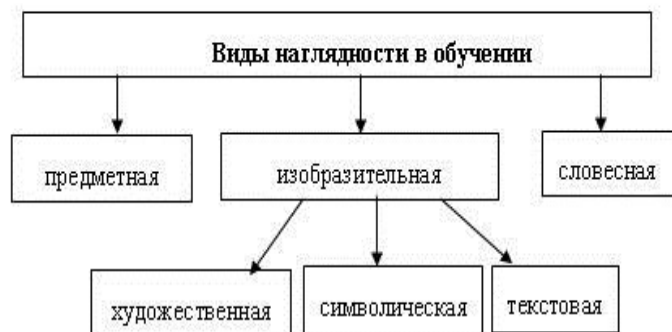 Виды наглядности в обучении
предметная
изобразительная
словесная
художественная
символическая
текстовая